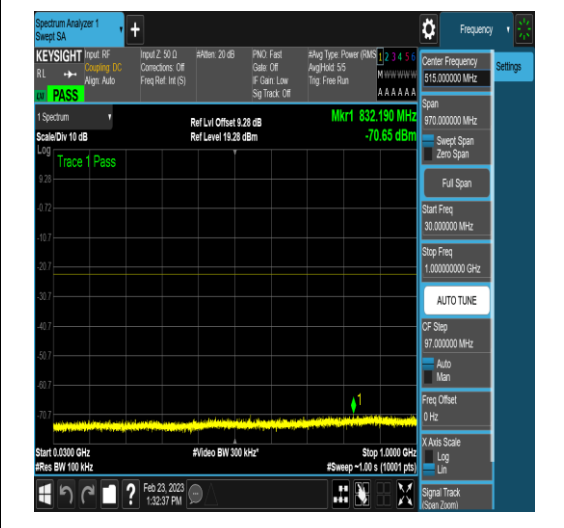 Spectrum Analyzer 1
Swept SA
+
Frequency
KEYSIGHT
RL
PASS
Input: RF
Coupling: DC
Align: Auto
Input Z: 50 Ω
Corrections: Off
Freq Ref: Int (S)
#Atten: 20 dB
PNO: Fast
Gate: Off
IF Gain: Low
Sig Track: Off
#Avg Type: Power (RMS
Avg|Hold: 5/5
Trig: Free Run
1 2 3 4 5 6
M W W W W W
A A A A A A
1 Spectrum
Scale/Div 10 dB
Log
Ref Lvl Offset 9.28 dB
Ref Level 19.28 dBm
Mkr1 832.190 MHz
-70.65 dBm
Trace 1 Pass
9.28
-0.72
-10.7
-20.7
-30.7
-40.7
-50.7
-60.7
-70.7
1
Start 0.0300 GHz
#Res BW 100 kHz
#Video BW 300 kHz*
Stop 1.0000 GHz
#Sweep ~1.00 s (10001 pts)
?
Feb 23, 2023
1:32:37 PM
Center Frequency
515.000000 MHz
Span
970.000000 MHz
Swept Span
Zero Span
Full Span
Start Freq
30.000000 MHz
Stop Freq
1.000000000 GHz
AUTO TUNE
CF Step
97.000000 MHz
Auto
Man
Freq Offset
0 Hz
X Axis Scale
Log
Lin
Signal Track
(Span Zoom)
Settings